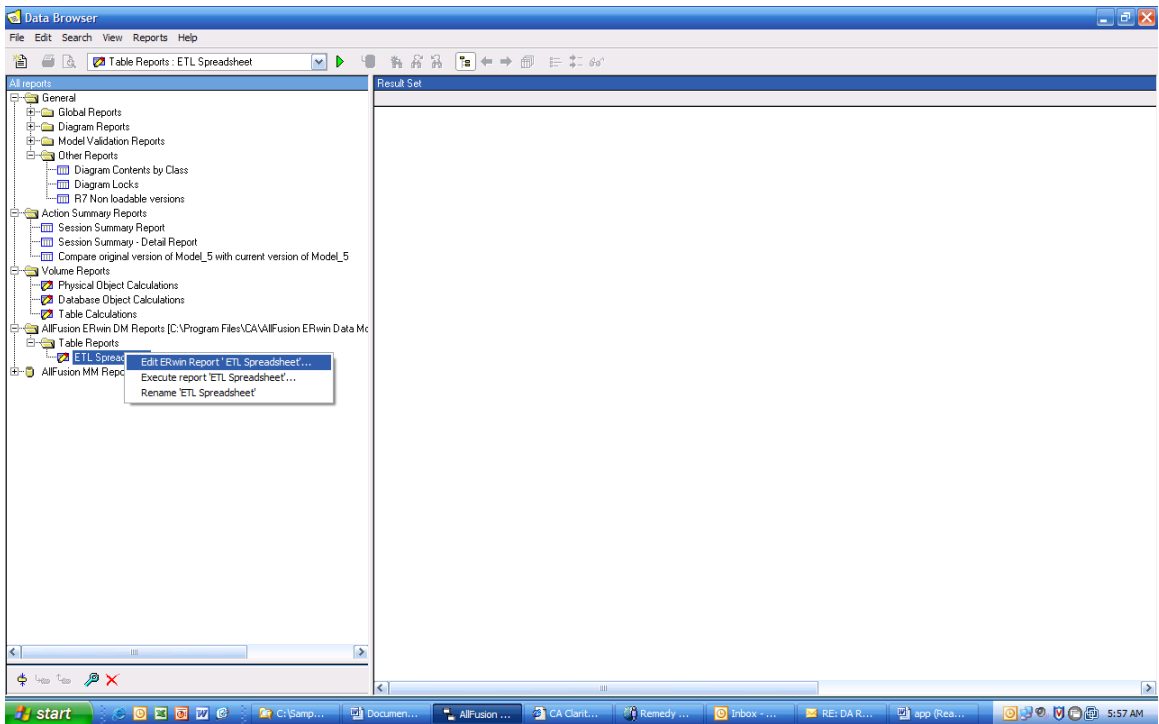 Data Browser
File Edit Search View Reports Help
Table Reports : ETL Spreadsheet
All reports
Result Set
General
Global Reports
Diagram Reports
Model Validation Reports
Other Reports
Diagram Contents by Class
Diagram Locks
R7 Non loadable versions
Action Summary Reports
Session Summary Report
Session Summary - Detail Report
Compare original version of Model_5 with current version of Model_5
Volume Reports
Physical Object Calculations
Database Object Calculations
Table Calculations
AllFusion ERwin DM Reports [C:\Program Files\CA\AllFusion ERwin Data Mo
Table Reports
ETL Spread
Edit ERwin Report ' ETL Spreadsheet'...
AllFusion MM Repo
Execute report 'ETL Spreadsheet'...
Rename 'ETL Spreadsheet'
start C:\Samp... Documen... AllFusion ... CA Clarit... Remedy ... Inbox - ... RE: DA R... app (Rea... 5:57 AM